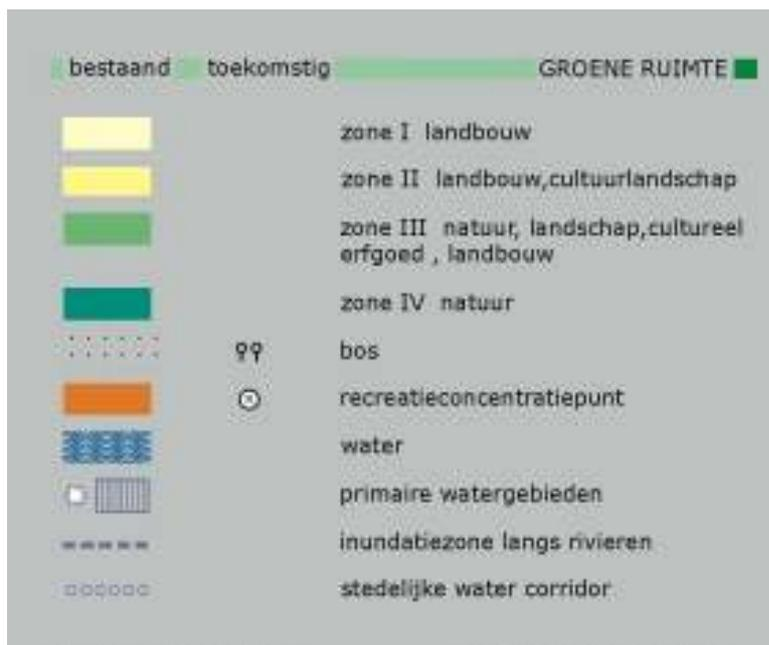 bestaand toekomstig GROENE RUIMTE
zone I landbouw
zone II landbouw,cultuurlandschap
zone III natuur, landschap,cultureel
erfgoed , landbouw
zone IV natuur
bos
recreatieconcentratiepunt
water
primaire watergebieden
inundatiezone langs rivieren
stedelijke water corridor